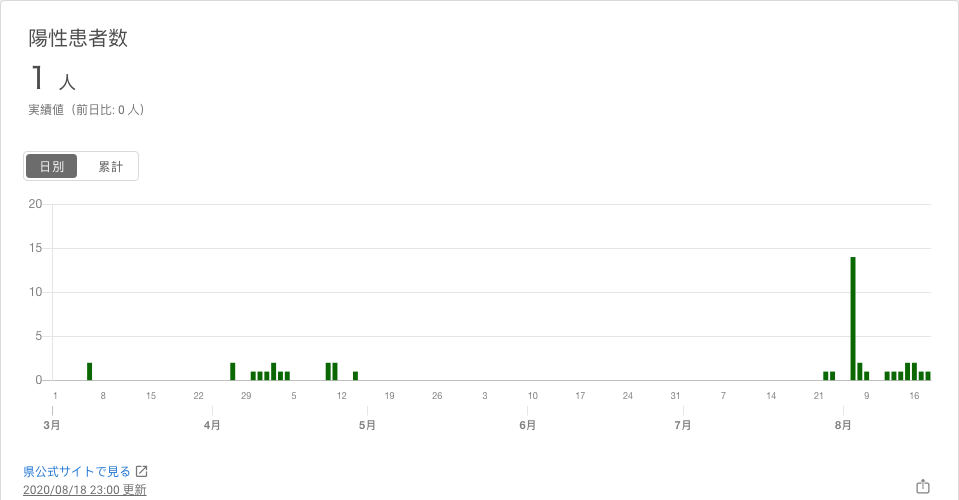 陽性患者数
1 人
実績値（前日比: 0 人）
日別 累計
20
15
10
5
0
1 8 15 22 29 5 12 19 26 3 10 17 24 31 7 14 21 9 16
3月 4月 5月 6月 7月 8月
県公式サイトで見る
2020/08/18 23:00 更新